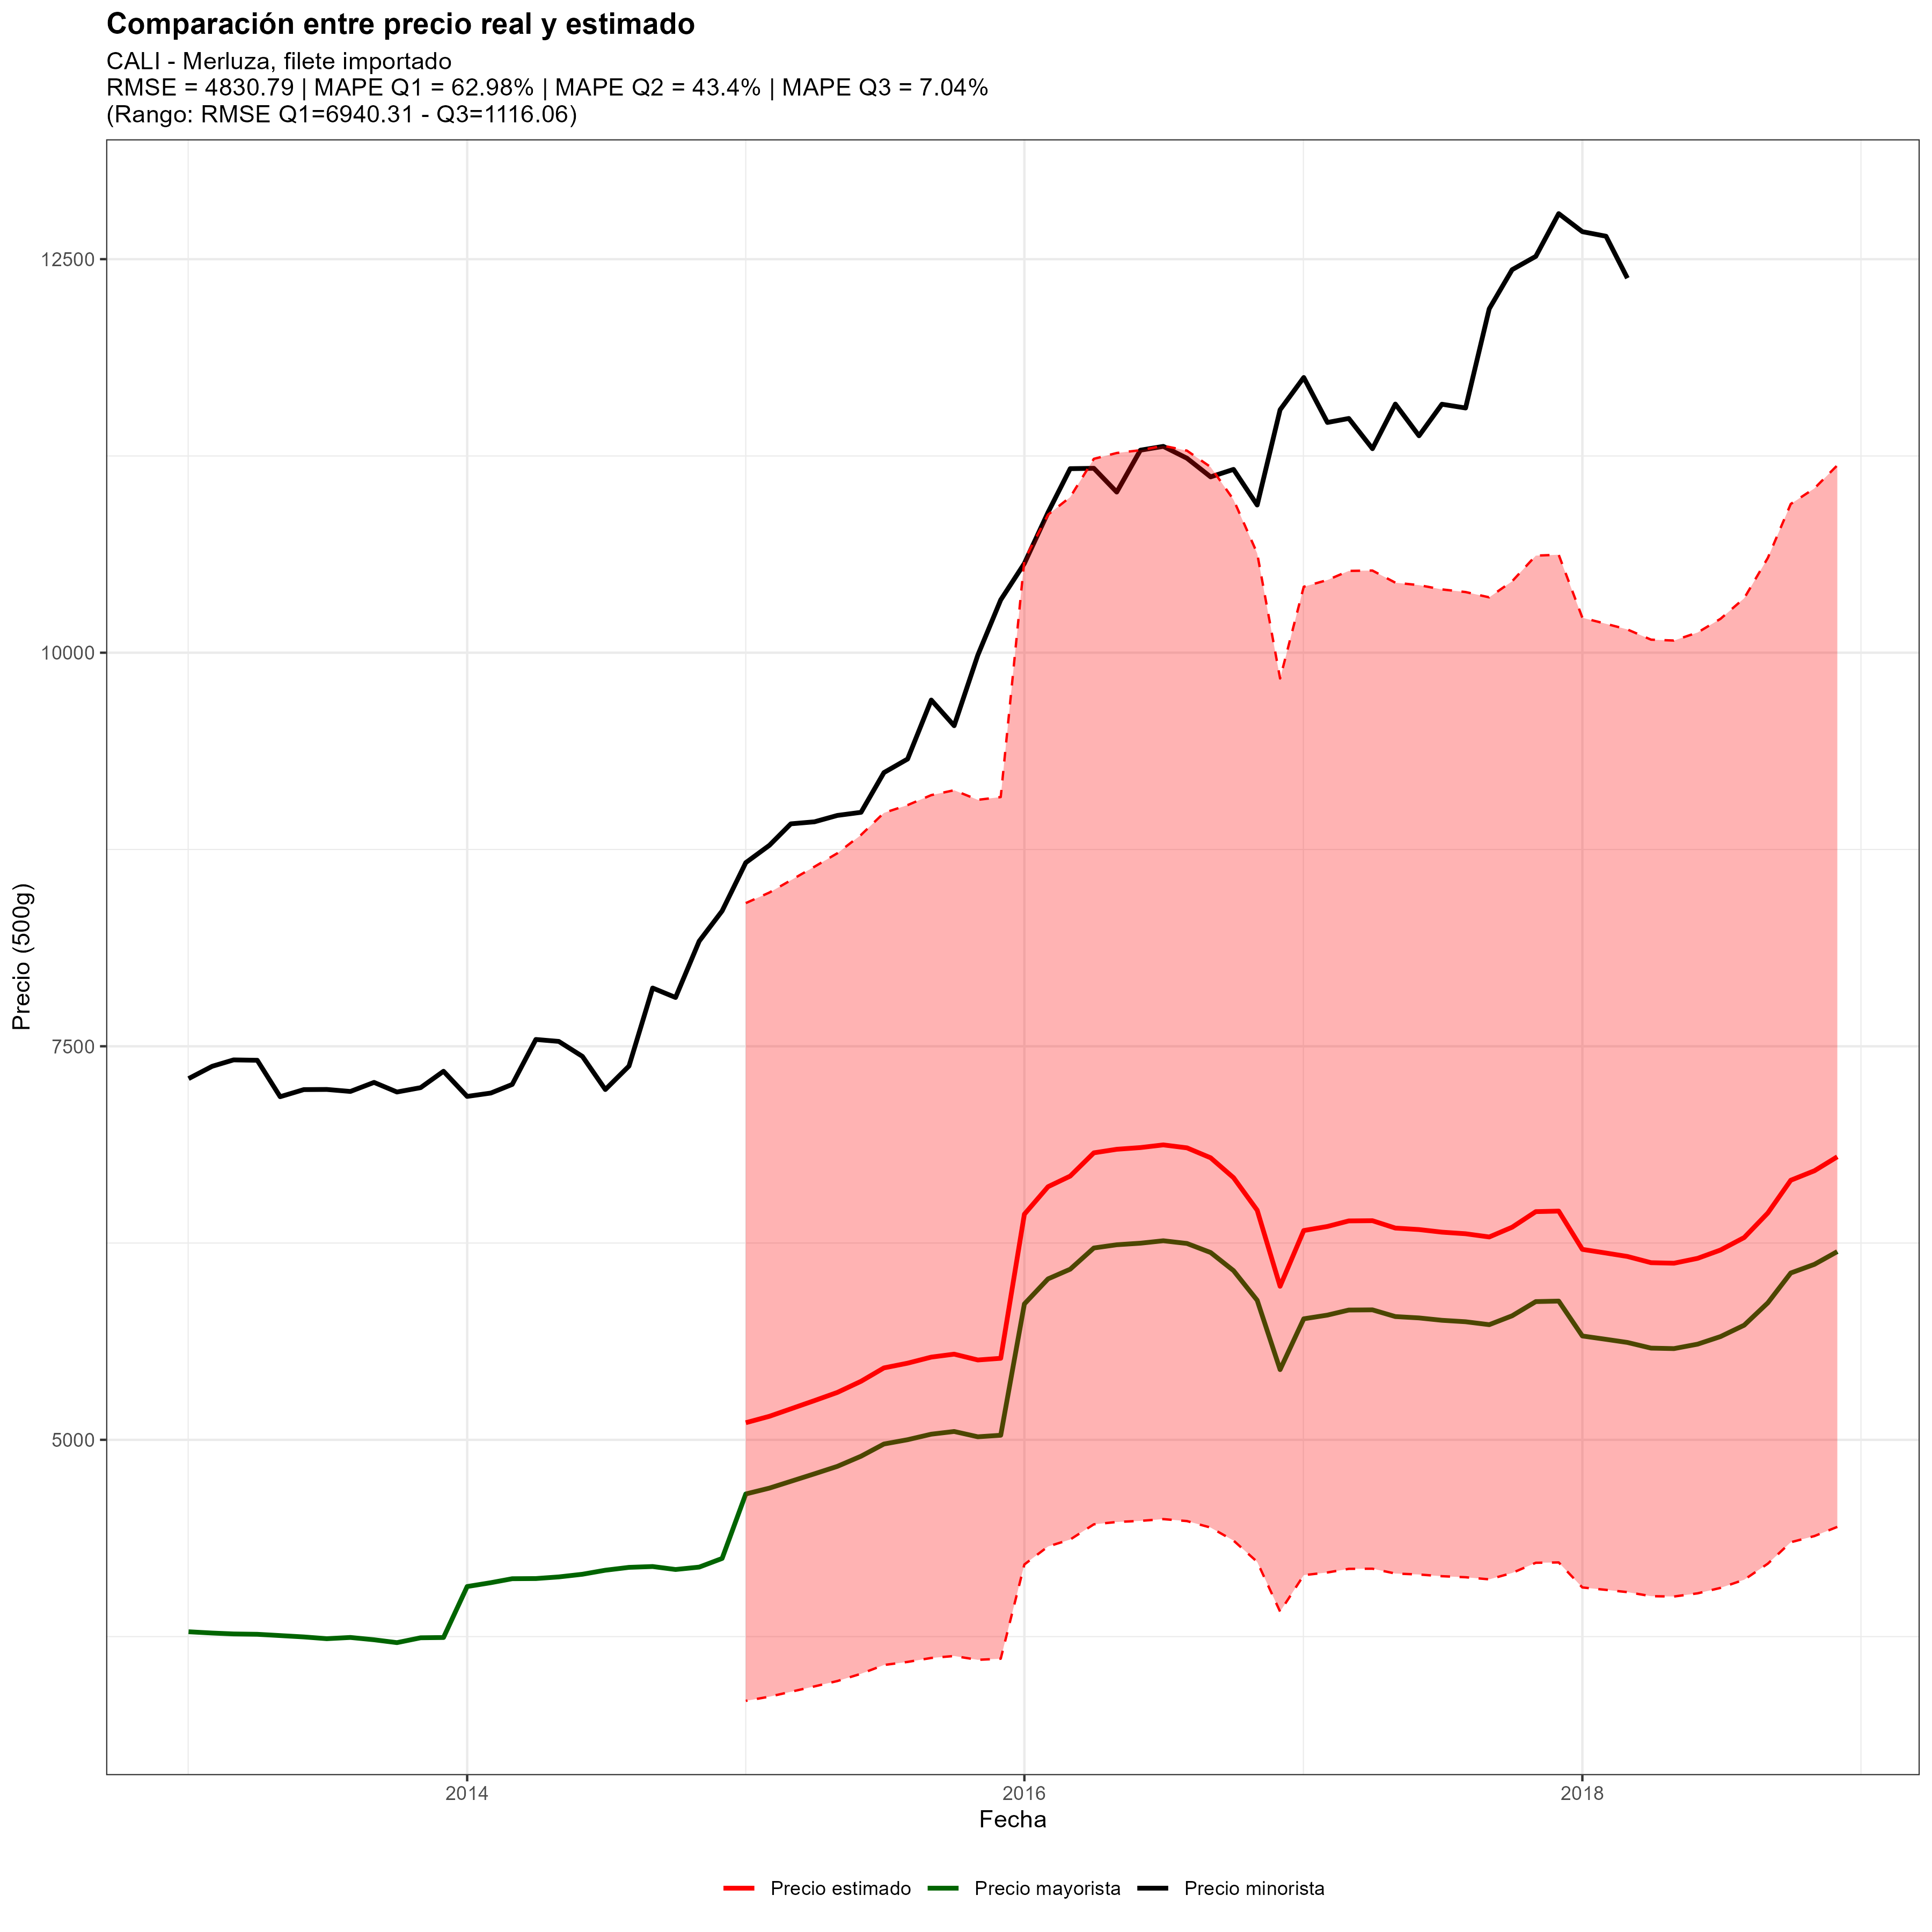 Comparación entre precio real y estimado
CALI - Merluza, filete importado
RMSE = 4830.79 | MAPE Q1 = 62.98% | MAPE Q2 = 43.4% | MAPE Q3 = 7.04%
(Rango: RMSE Q1=6940.31 - Q3=1116.06)
12500
10000
7500
5000
Precio (500g)
2014
2016
2018
Fecha
Precio estimado
Precio mayorista
Precio minorista